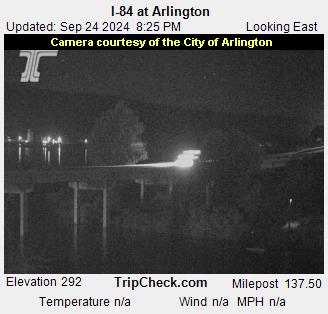 I-84 at Arlington
Updated: Sep 24 2024 8:25 PM Looking East
Camera courtesy of the City of Arlington
Elevation 292 TripCheck.com Milepost 137.50
Temperature n/a Wind n/a MPH n/a